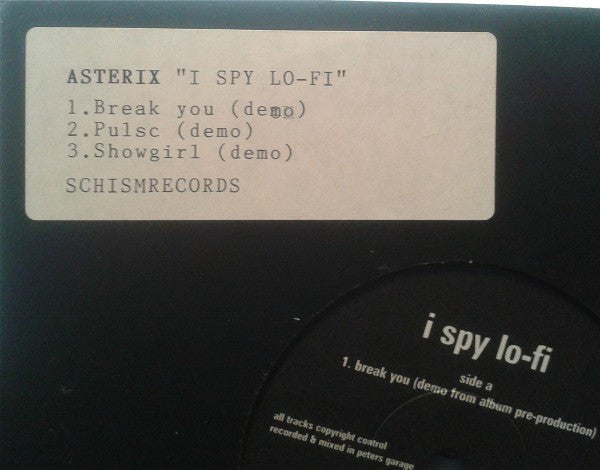 ASTERIX "I SPY LO-FI"
1.Break you (demo)
2.Pulsc (demo)
3.Showgirl (demo)
SCHISMRECORDS
i spy lo-fi
side a
1. break you (demo from album pre-production)
all tracks copyright control
recorded & mixed in peters garage